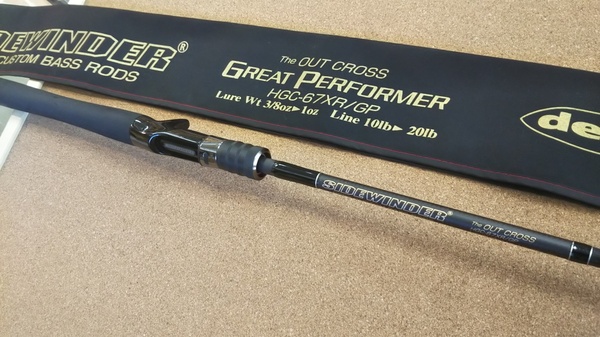 SIDEWINDER®
CUSTOM BASS RODS
The OUT CROSS
GREAT PERFORMER
HGC-67XR/GP
Lure Wt 3/8oz▶1oz Line 10lb▶20lb
de
SIDEWINDER®
The OUT CROSS